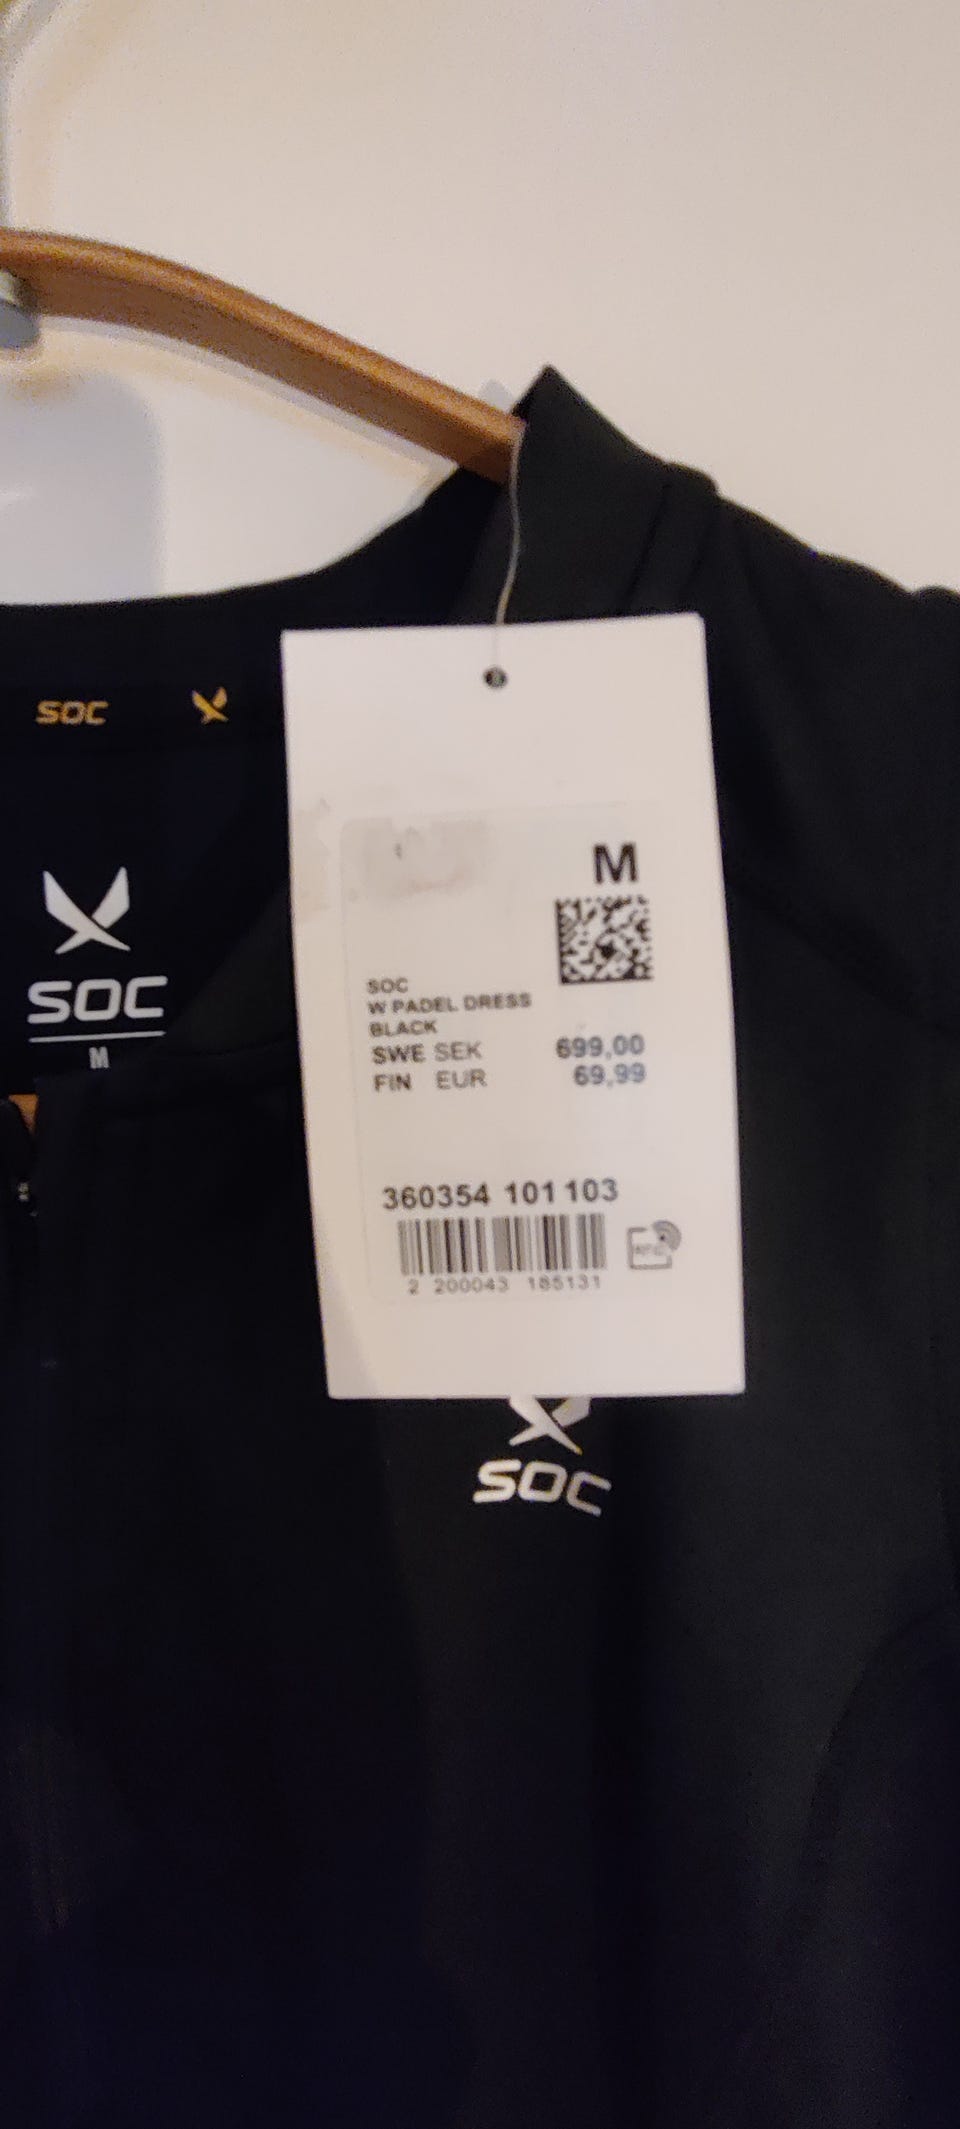 SOC
SOC
M
M
SOC
W PADEL DRESS
BLACK
SWE SEK 699,00
FIN EUR 69,99
360354 101 103
2 200043 185131
RFID
SOC